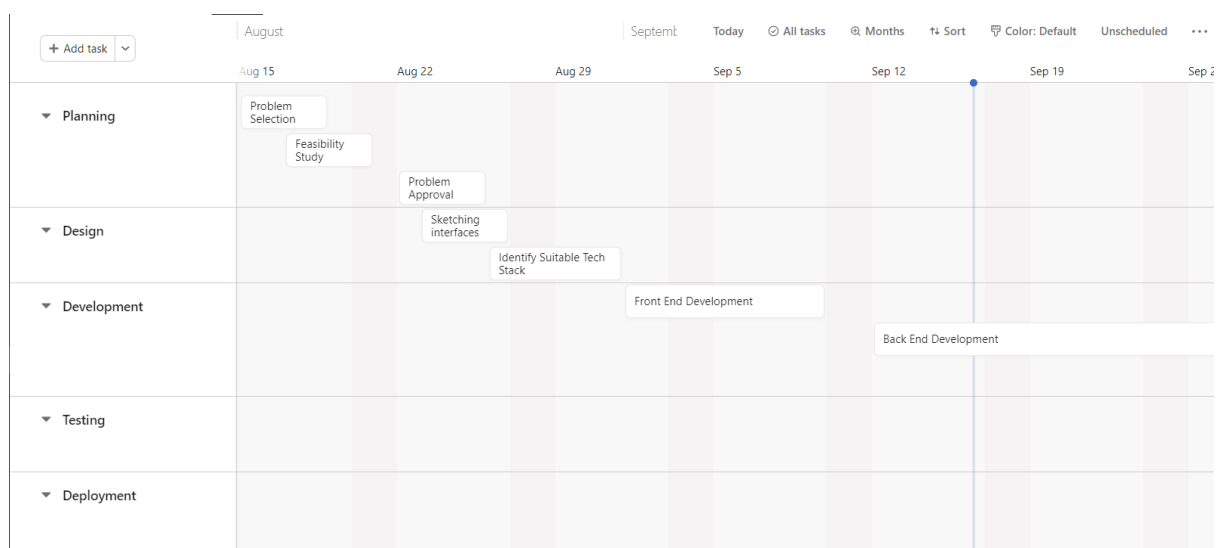 August
Septemb
Today
All tasks
Months
Sort
Color: Default
Unscheduled
+ Add task
Aug 15
Aug 22
Aug 29
Sep 5
Sep 12
Sep 19
Sep 2
Planning
Problem
Selection
Feasibility
Study
Problem
Approval
Design
Sketching
interfaces
Identify Suitable Tech
Stack
Development
Front End Development
Back End Development
Testing
Deployment